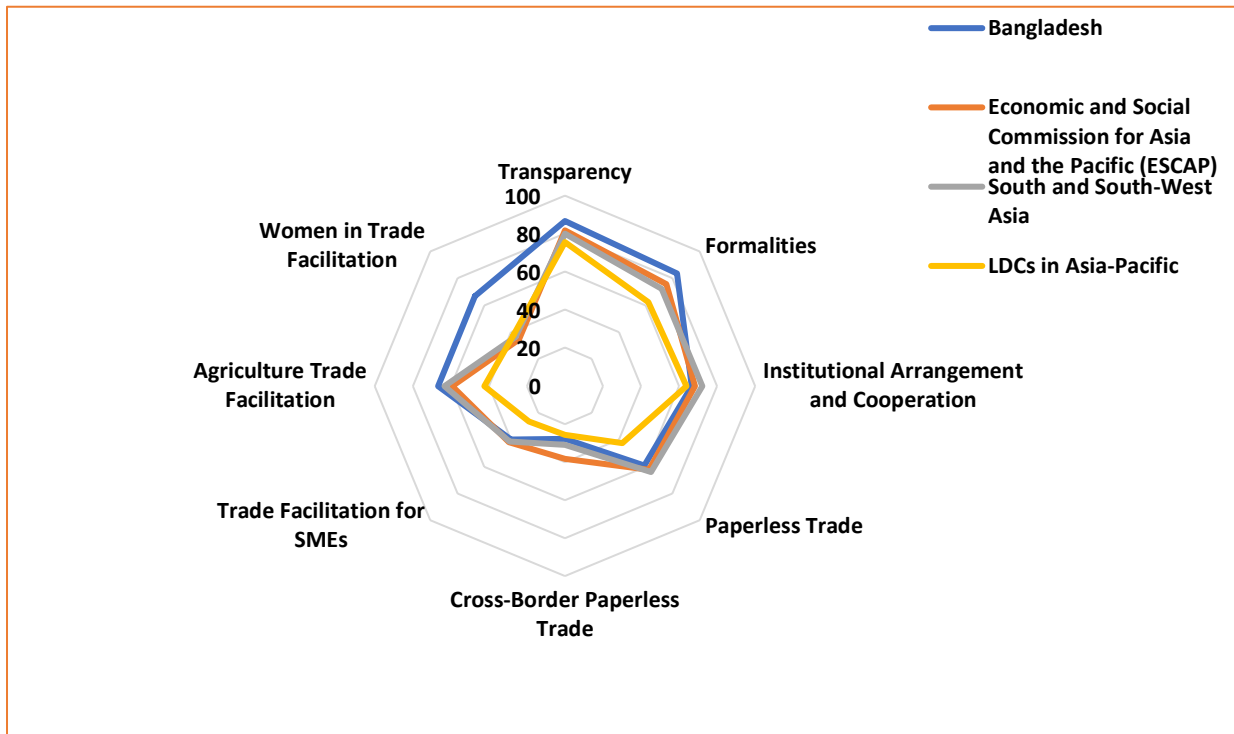 Bangladesh
Economic and Social
Commission for Asia
and the Pacific (ESCAP)
South and South-West
Asia
LDCs in Asia-Pacific
Transparency
100
80
60
40
20
0
Formalities
Institutional Arrangement
and Cooperation
Paperless Trade
Cross-Border Paperless
Trade
Trade Facilitation for
SMEs
Agriculture Trade
Facilitation
Women in Trade
Facilitation